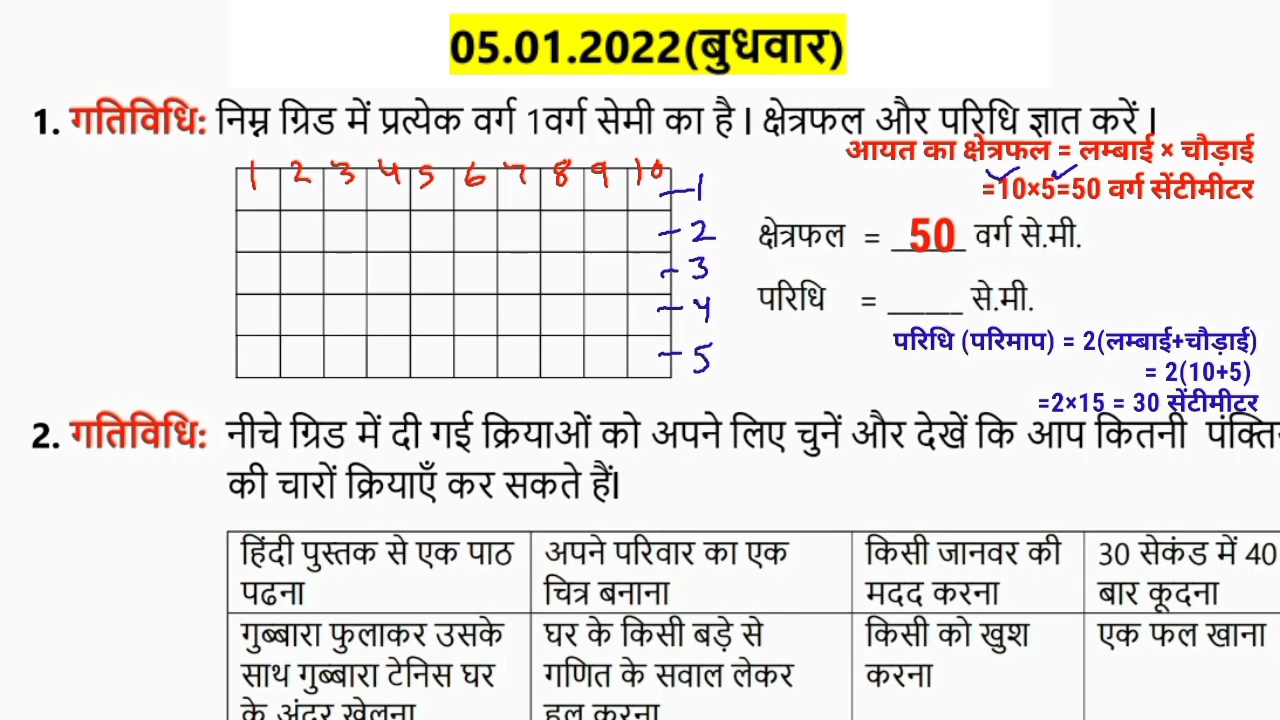 05.01.2022(बुधवार)
1. गतिविधि: निम्न ग्रिड में प्रत्येक वर्ग 1वर्ग सेमी का है। क्षेत्रफल और परिधि ज्ञात करें।
आयत का क्षेत्रफल = लम्बाई × चौड़ाई
=10×5=50 वर्ग सेंटीमीटर
1 2 3 4 5 6 7 8 9 10
-1
-2
-3
-4
-5
क्षेत्रफल = 50 वर्ग से.मी.
परिधि = _____ से.मी.
परिधि (परिमाप) = 2(लम्बाई+चौड़ाई)
= 2(10+5)
=2×15 = 30 सेंटीमीटर
2. गतिविधि: नीचे ग्रिड में दी गई क्रियाओं को अपने लिए चुनें और देखें कि आप कितनी
की चारों क्रियाएँ कर सकते हैं।
हिंदी पुस्तक से एक पाठ
पढना
अपने परिवार का एक
चित्र बनाना
किसी जानवर की
मदद करना
30 सेकंड में 40
बार कूदना
गुब्बारा फुलाकर उसके
साथ गुब्बारा टेनिस घर
के अंदर खेलना
घर के किसी बड़े से
गणित के सवाल लेकर
हल करना
किसी को खुश
करना
एक फल खाना